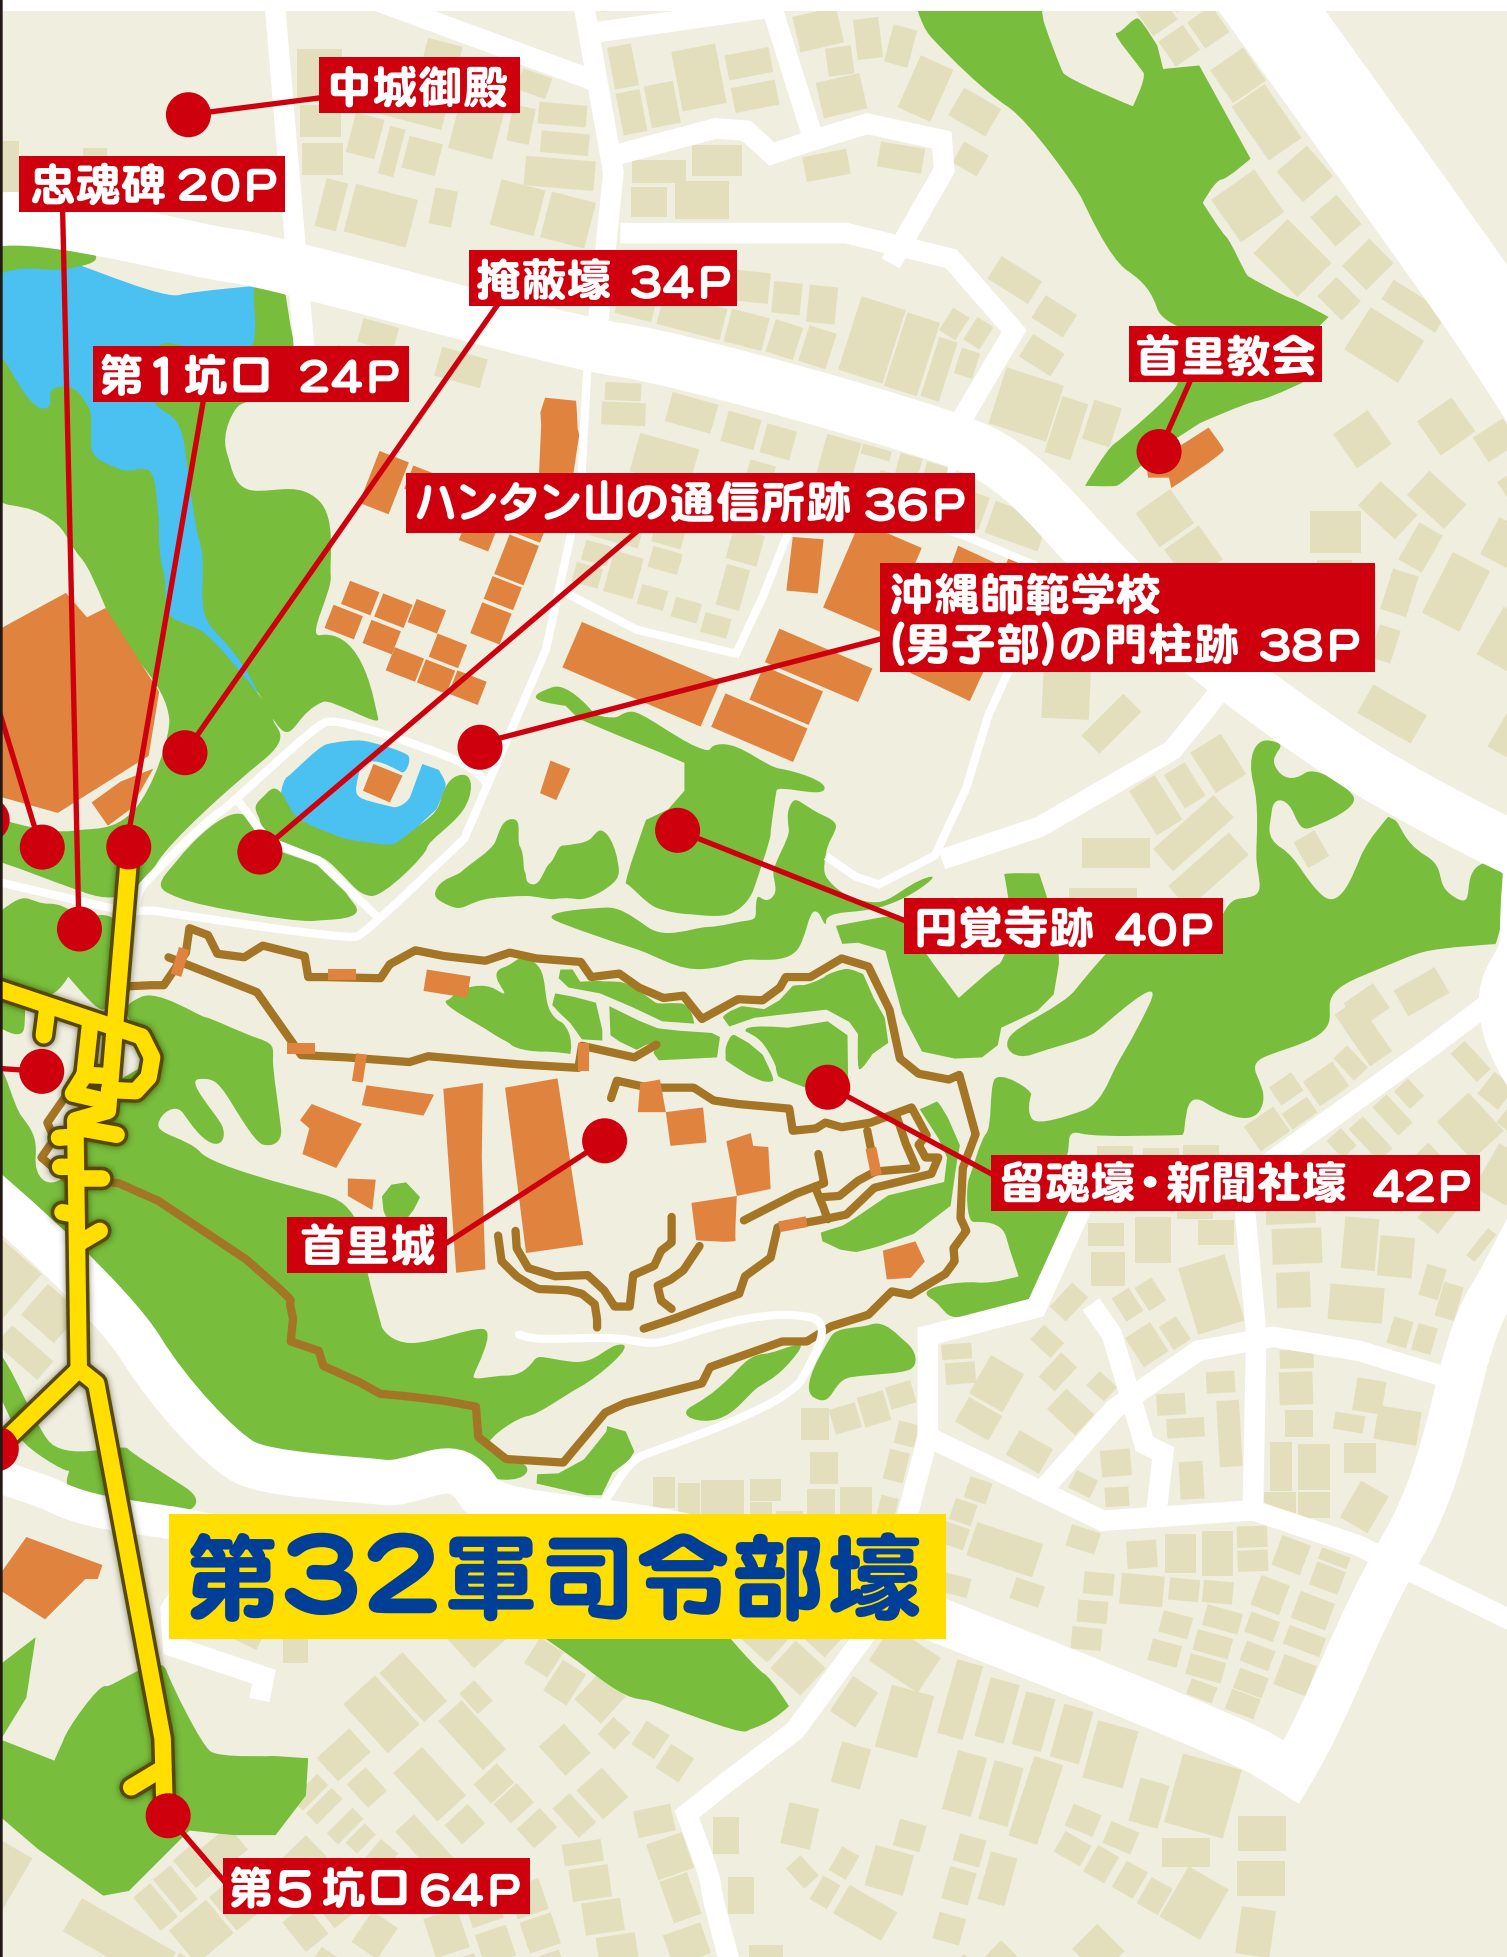 中城御殿
忠魂碑 20P
掩蔽壕 34P
首里教会
第1坑口 24P
ハンタン山の通信所跡 36P
沖縄師範学校
(男子部)の門柱跡 38P
円覚寺跡 40P
留魂壕・新聞社壕 42P
首里城
第32軍司令部壕
第5坑口 64P